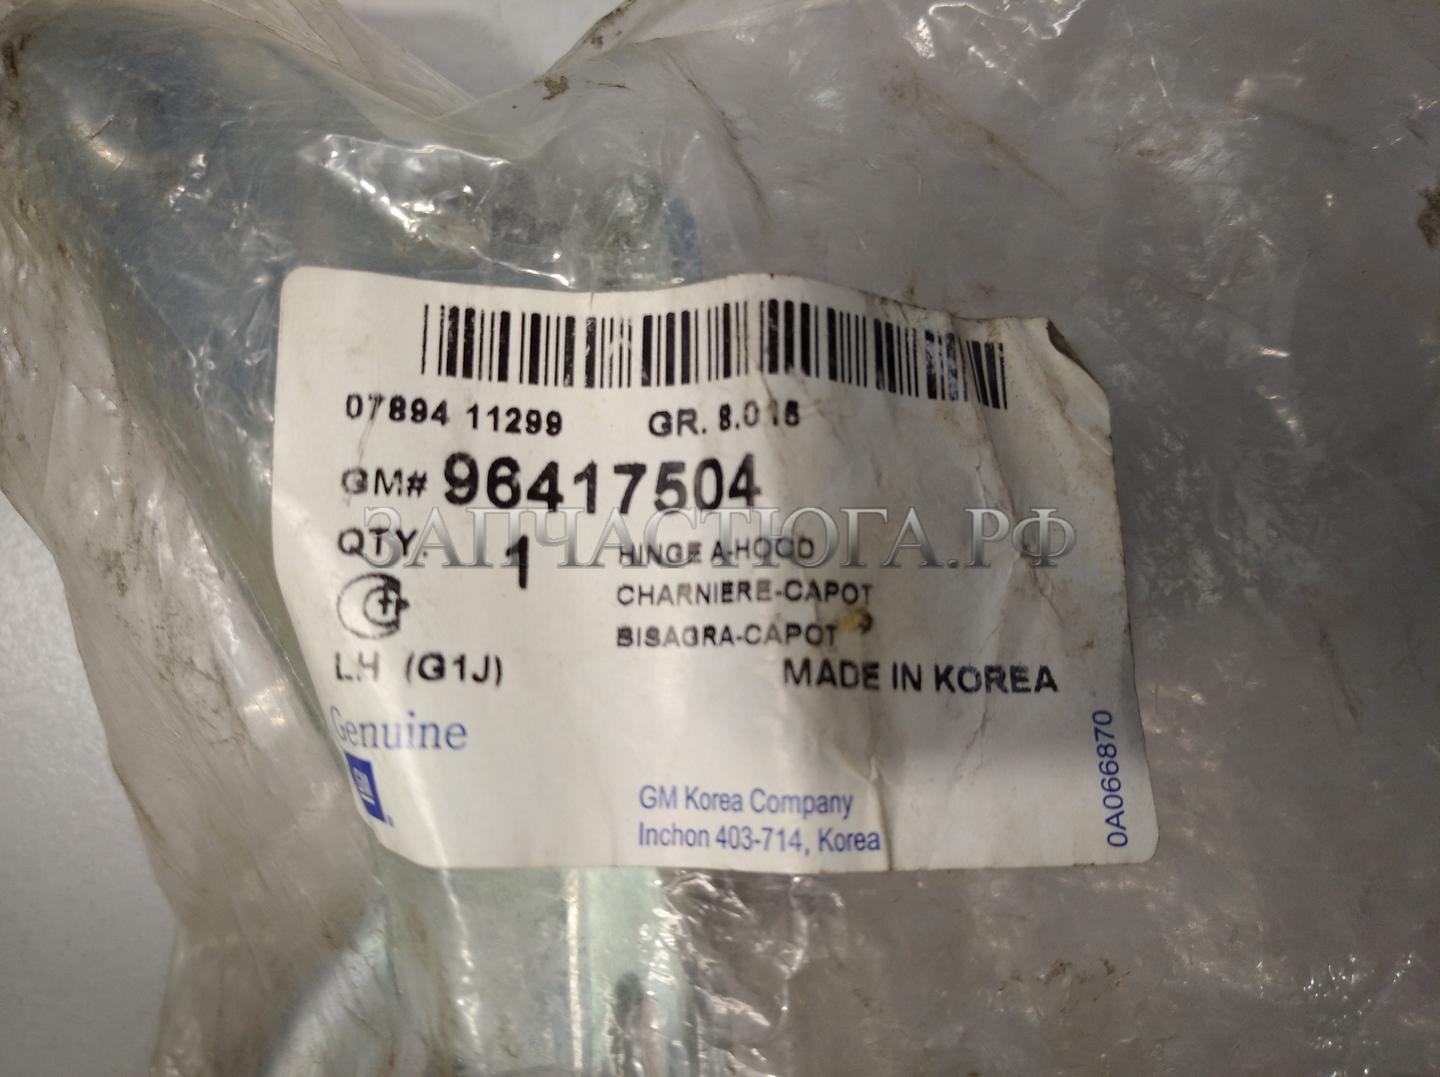 07894 11299 GR. 8.015
GM# 96417504
ЗАПЧАСТЮГА.РФ
QTY. 1 HINGE A-HOOD
CHARNIERE-CAPOT
BISAGRA-CAPOT
LH (G1J) MADE IN KOREA
Genuine
GM
GM Korea Company
Inchon 403-714, Korea
0A066870